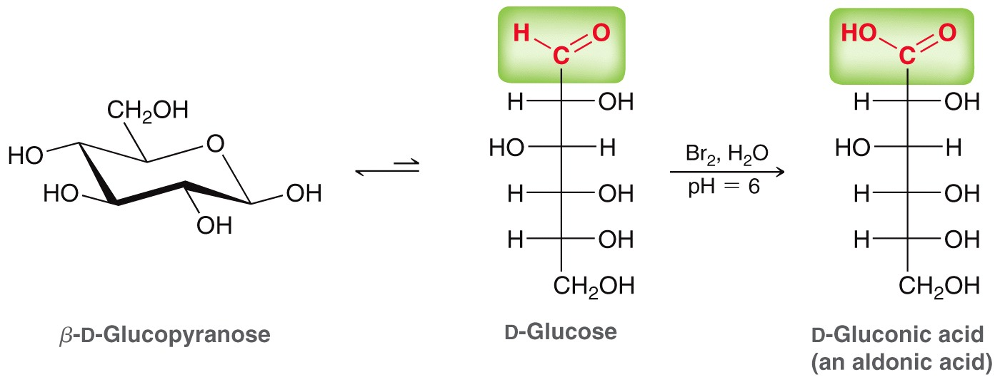 CH₂OH
HO
O
HO
OH
OH
β-D-Glucopyranose
H O
C
H OH
HO H
H OH
H OH
CH₂OH
D-Glucose
Br₂, H₂O
pH = 6
HO O
C
H OH
HO H
H OH
H OH
CH₂OH
D-Gluconic acid
(an aldonic acid)